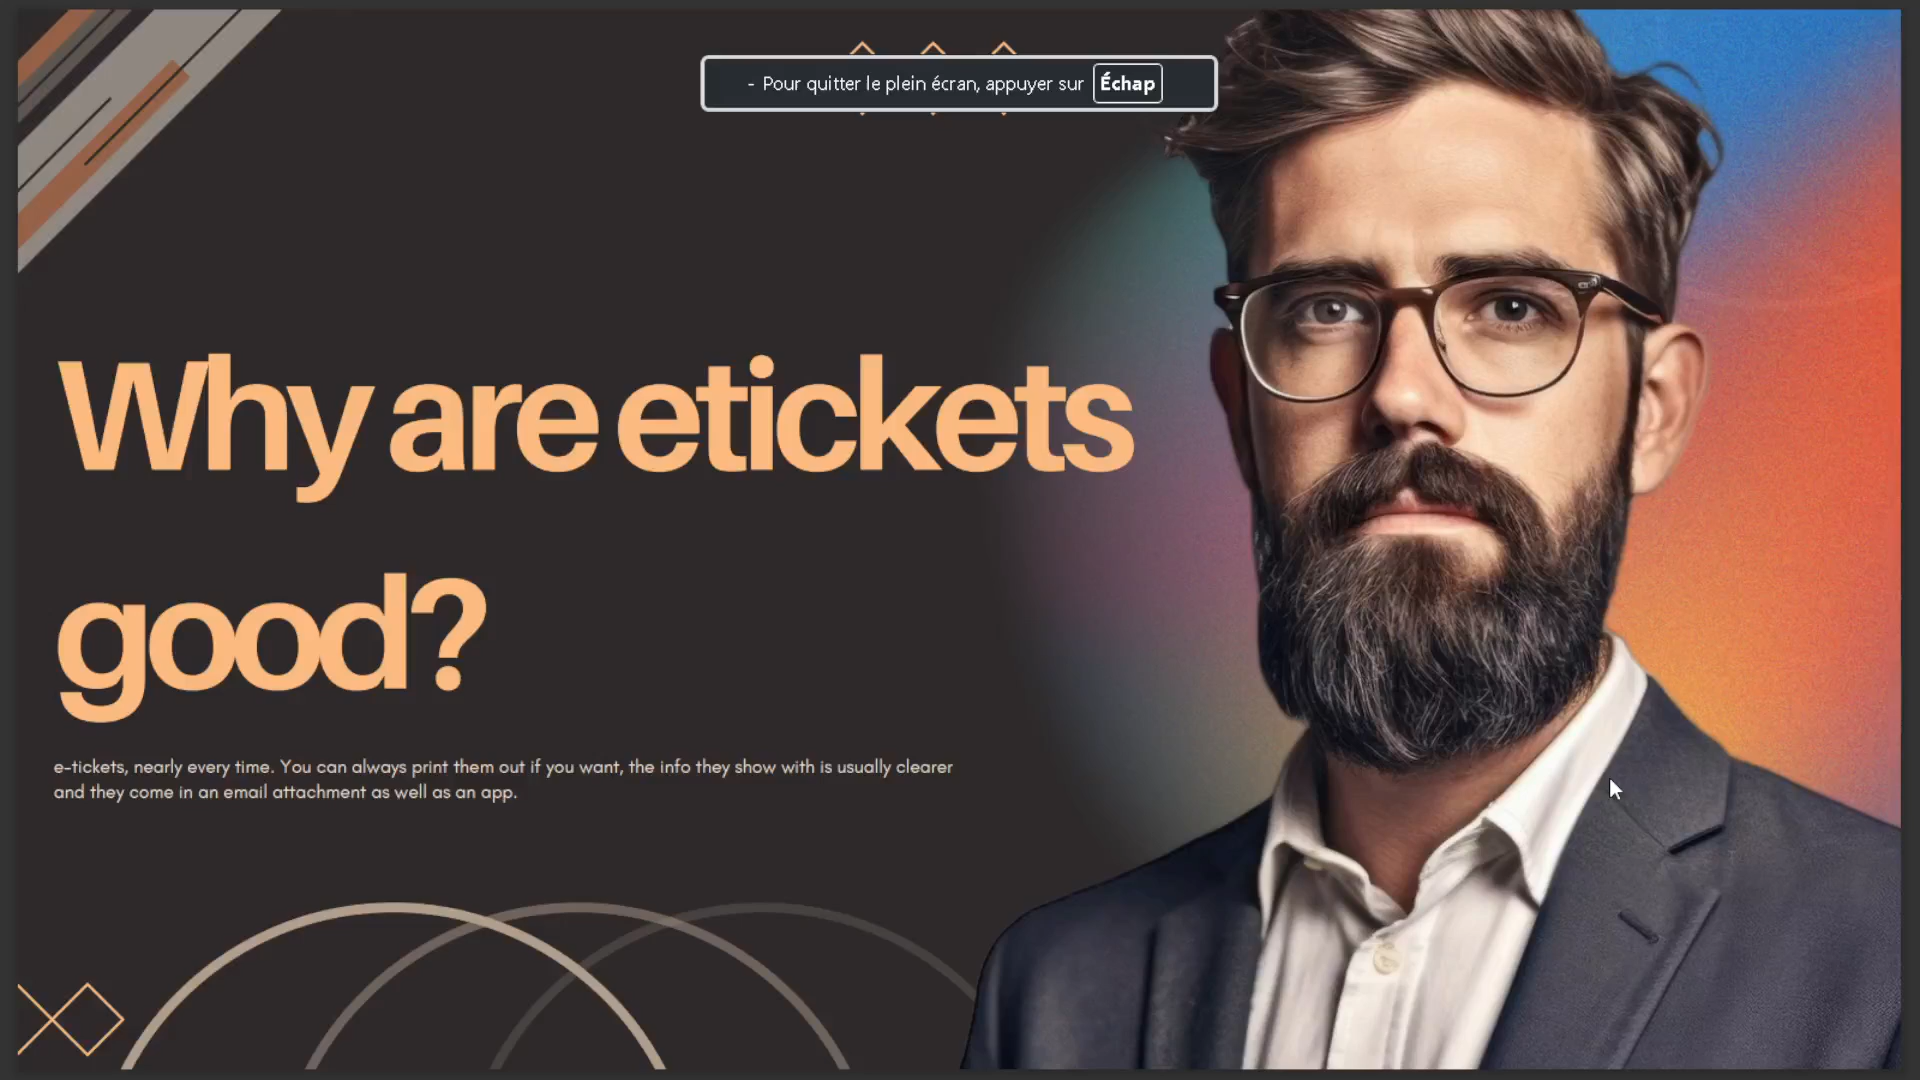 - Pour quitter le plein écran, appuyer sur Échap
Why are etickets
good?
e-tickets, nearly every time. You can always print them out if you want, the info they show with is usually clearer
and they come in an email attachment as well as an app.